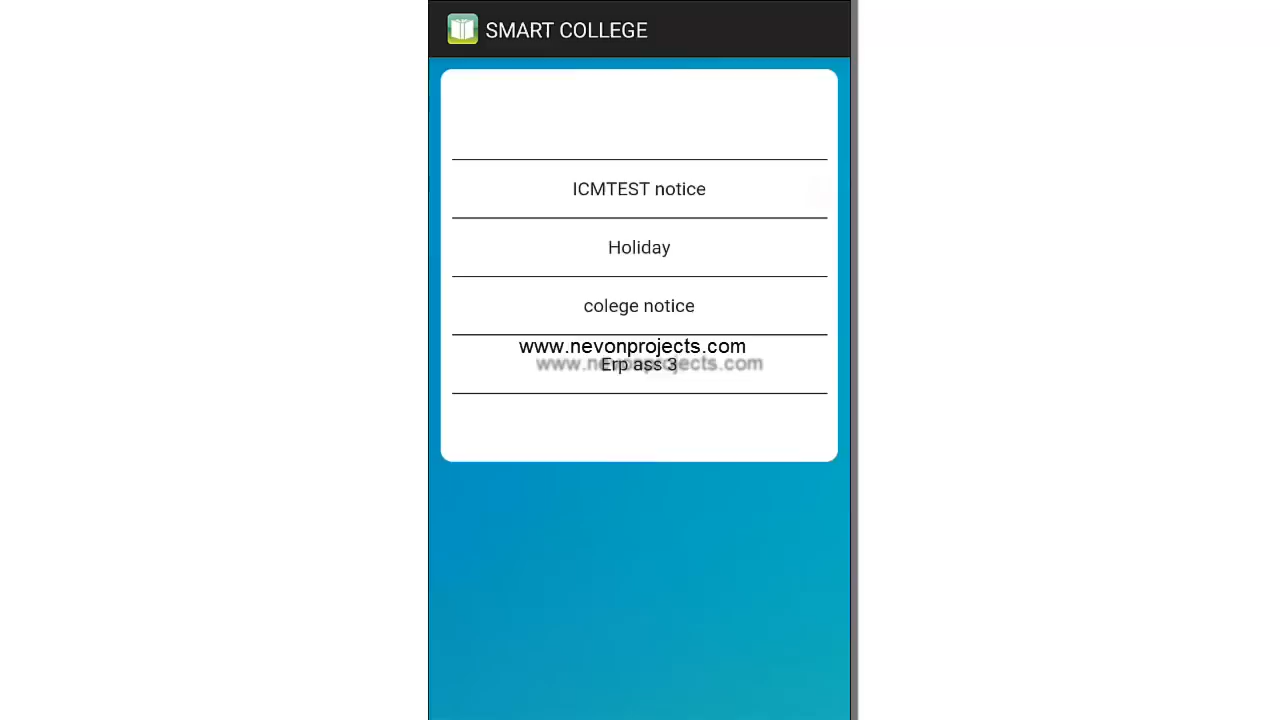 SMART COLLEGE
ICMTEST notice
Holiday
colege notice
www.nevonprojects.com
Erp ass 3